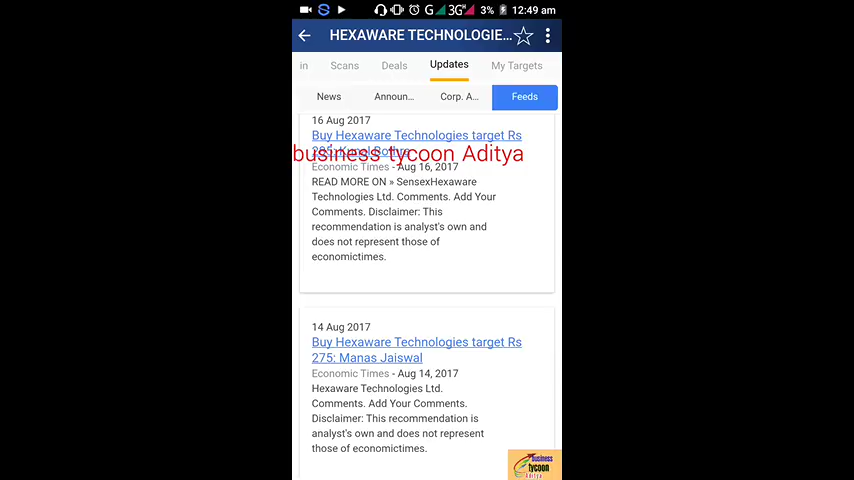 G 3G H 3% 12:49 am
HEXAWARE TECHNOLOGIE...
in Scans Deals Updates My Targets
News Announ... Corp. A... Feeds
16 Aug 2017
Buy Hexaware Technologies target Rs
business tycoon Aditya
Economic Times - Aug 16, 2017
READ MORE ON » SensexHexaware
Technologies Ltd. Comments. Add Your
Comments. Disclaimer: This
recommendation is analyst's own and
does not represent those of
economictimes.
14 Aug 2017
Buy Hexaware Technologies target Rs
275: Manas Jaiswal
Economic Times - Aug 14, 2017
Hexaware Technologies Ltd.
Comments. Add Your Comments.
Disclaimer: This recommendation is
analyst's own and does not represent
those of economictimes.
Business
tycoon
Aditya